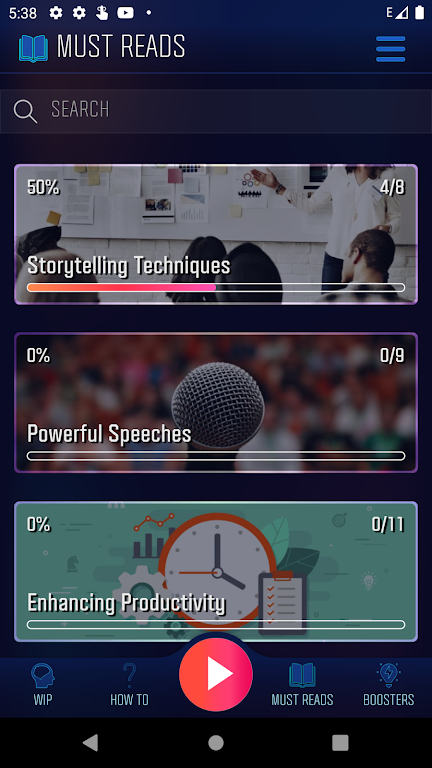 5:38
E
MUST READS
SEARCH
50%
4/8
Storytelling Techniques
0%
0/9
Powerful Speeches
0%
0/11
Enhancing Productivity
WIP
HOW TO
MUST READS
BOOSTERS